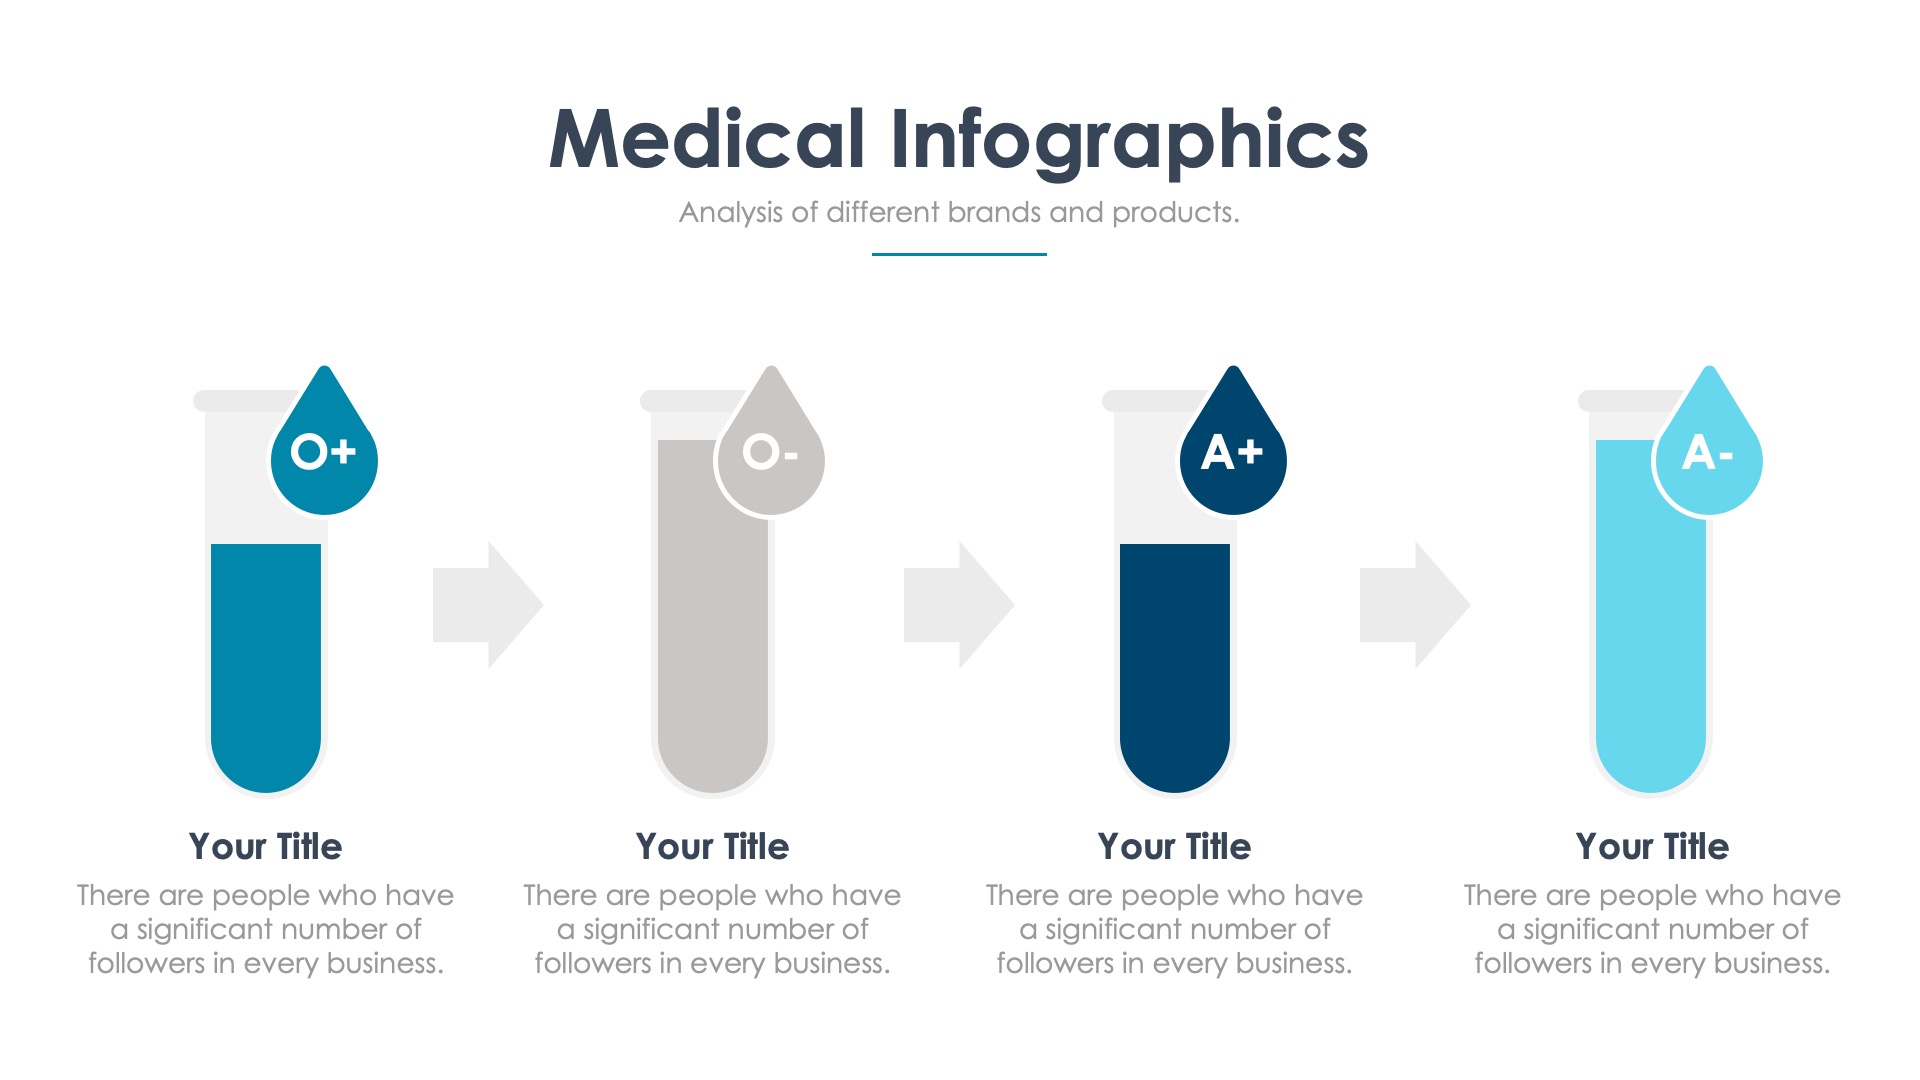 Medical Infographics
Analysis of different brands and products.
O+
O-
A+
A-
Your Title
There are people who have
a significant number of
followers in every business.
Your Title
There are people who have
a significant number of
followers in every business.
Your Title
There are people who have
a significant number of
followers in every business.
Your Title
There are people who have
a significant number of
followers in every business.